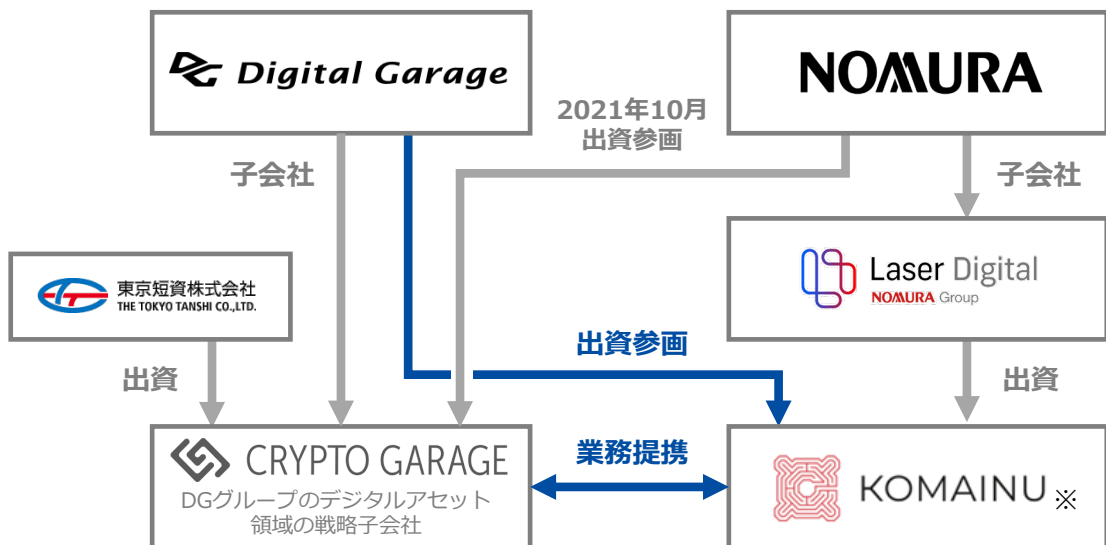 Digital Garage
NOMURA
2021年10月
出資参画
子会社
子会社
東京短資株式会社
THE TOKYO TANSHI CO.,LTD.
Laser Digital
NOMURA Group
出資参画
出資
出資
CRYPTO GARAGE
DGグループのデジタルアセット
領域の戦略子会社
業務提携
KOMAINU ※